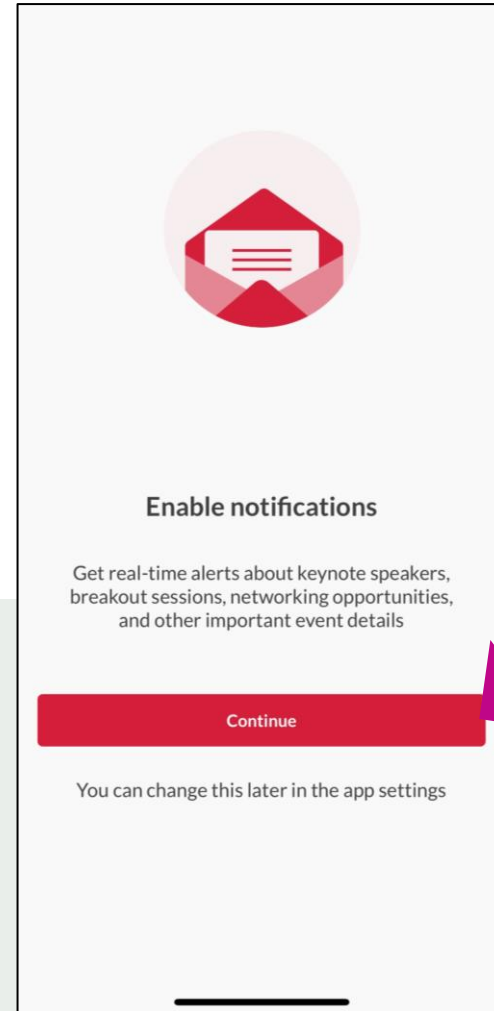 Enable notifications
Get real-time alerts about keynote speakers,
breakout sessions, networking opportunities,
and other important event details
Continue
You can change this later in the app settings